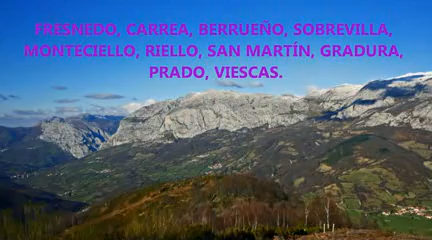 FRESNEDO, CARREA, BERRUEÑO, SOBREVILLA,
MONTECIELLO, RIELLO, SAN MARTÍN, GRADURA,
PRADO, VIESCAS.